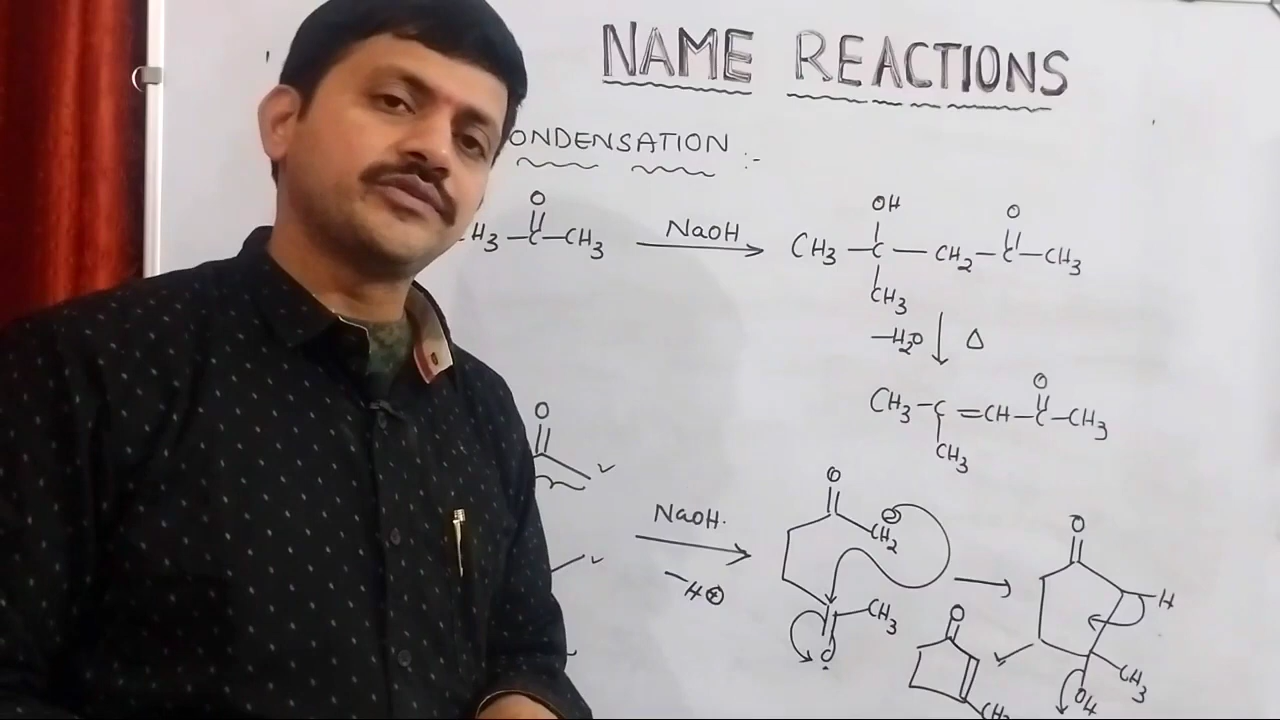 NAME REACTIONS
ONDENSATION :-
O OH O
H3-C-CH3 NaOH CH3-C-CH2-C-CH3
CH3
-H2O Δ
O
CH3-C=CH-C-CH3
CH3
O
O
NaOH. ⊖ CH2 O
-H⊕ H
CH3
O O
CH3
OH
CH3